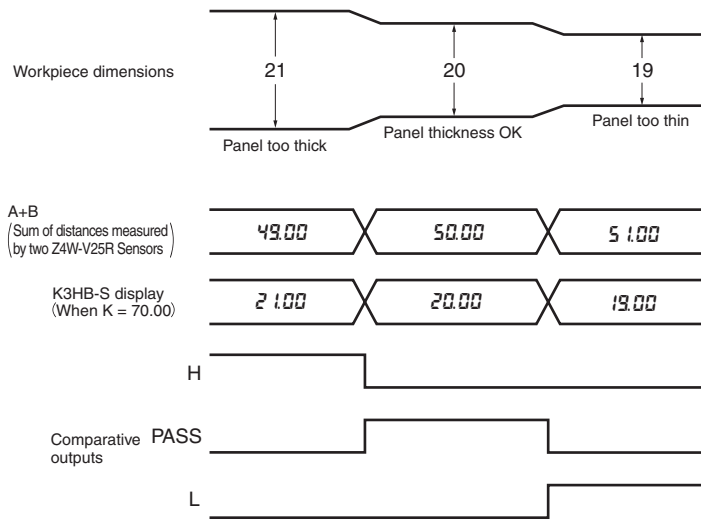 Workpiece dimensions
21
20
19
Panel too thick
Panel thickness OK
Panel too thin
A+B
(Sum of distances measured
by two Z4W-V25R Sensors)
49.00
50.00
51.00
K3HB-S display
(When K = 70.00)
21.00
20.00
19.00
H
Comparative
outputs
PASS
L